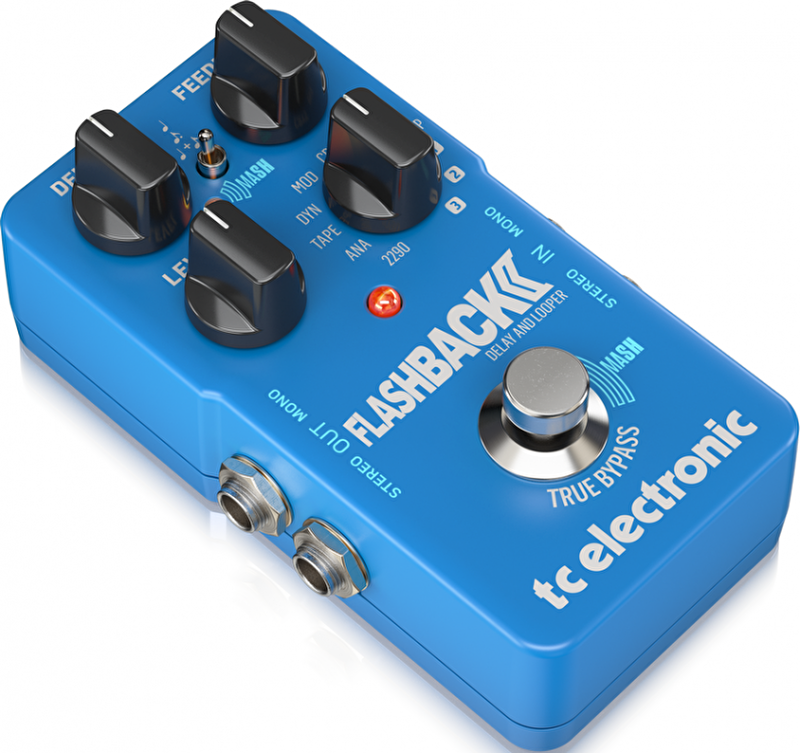 MASH
MOD
DYN
TAPE
ANA
2290
2
3
MONO
IN
STEREO
FLASHBACK II
DELAY AND LOOPER
MONO
OUT
STEREO
MASH
TRUE BYPASS
tc electronic